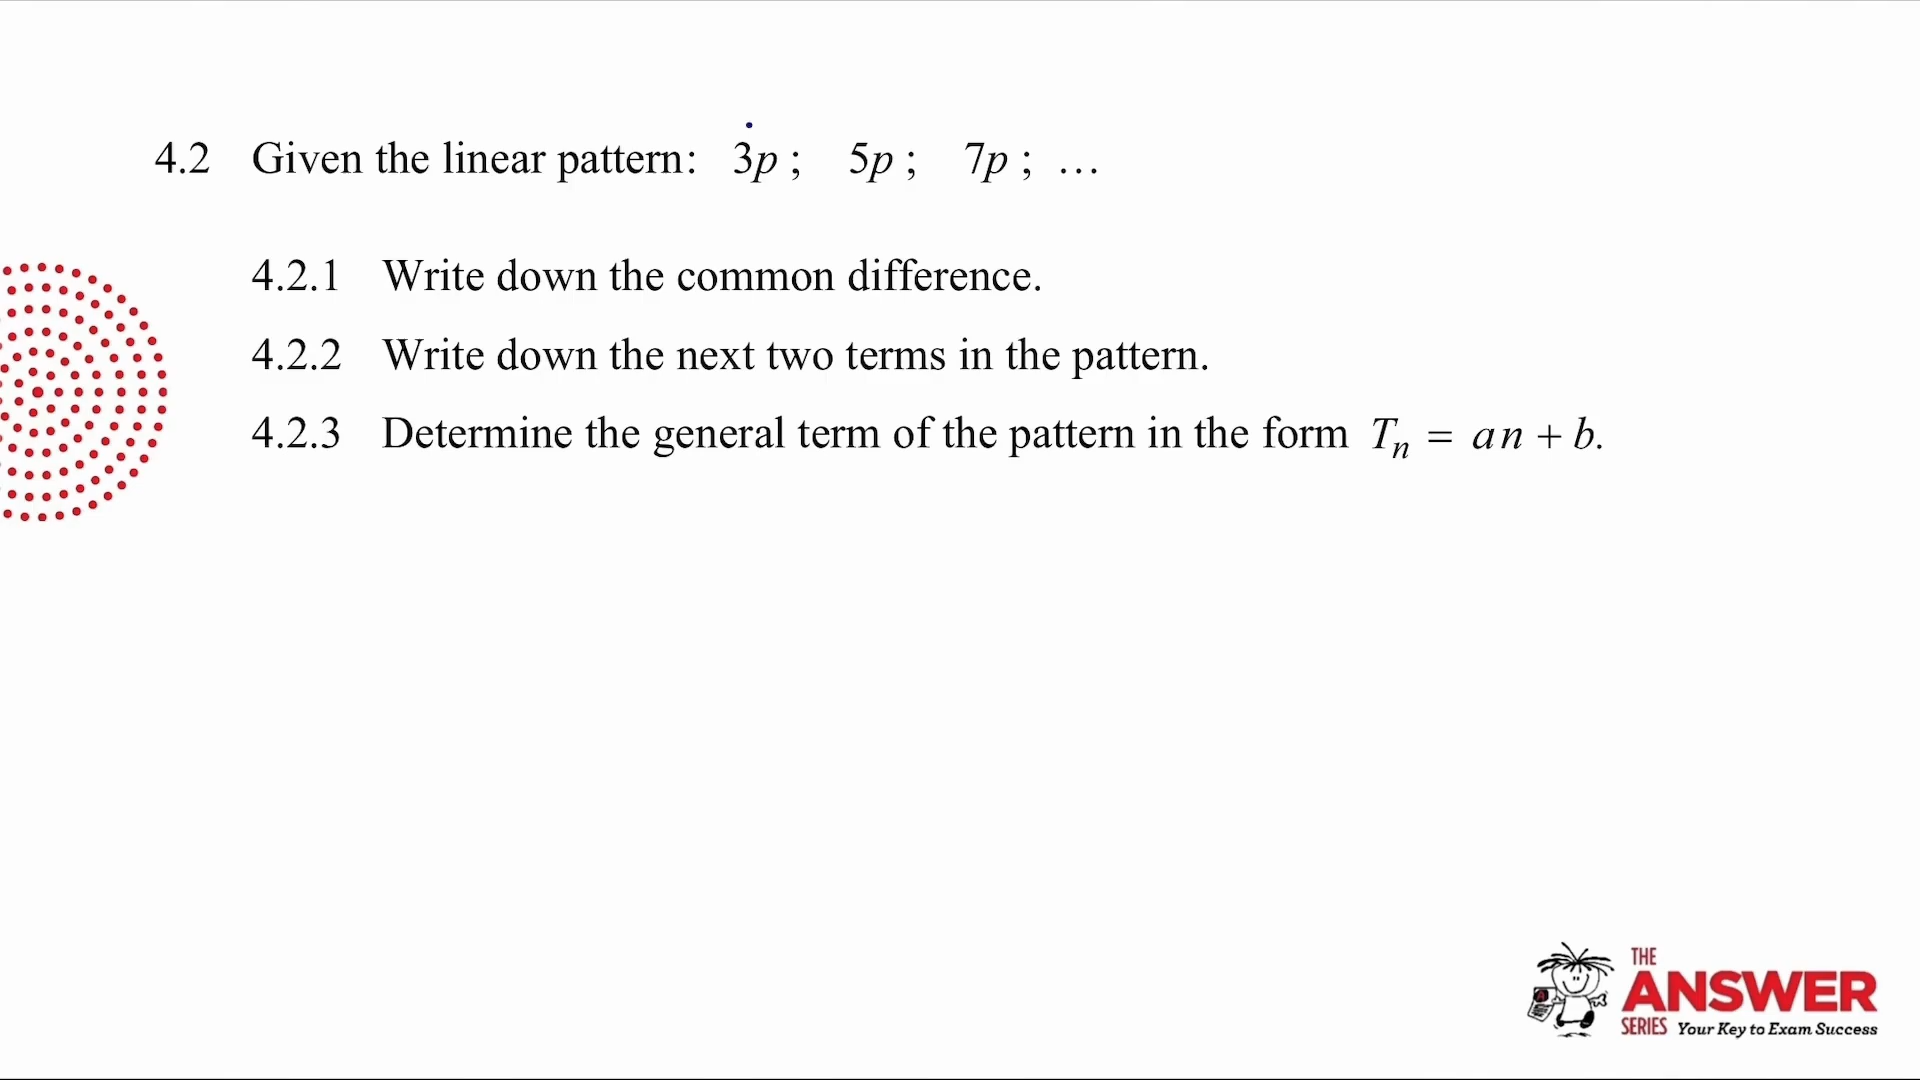 4.2 Given the linear pattern: 3p ; 5p ; 7p ; ...
4.2.1 Write down the common difference.
4.2.2 Write down the next two terms in the pattern.
4.2.3 Determine the general term of the pattern in the form Tₙ = an + b.
THE
ANSWER
SERIES Your Key to Exam Success